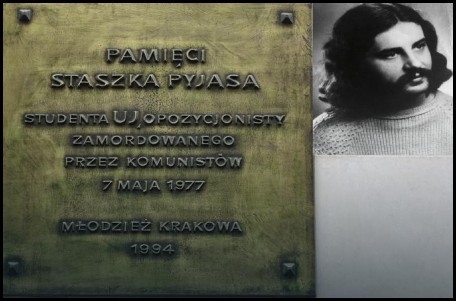 PAMIĘCI
STASZKA PYJASA
STUDENTA UJ OPOZYCJONISTY
ZAMORDOWANEGO
PRZEZ KOMUNISTÓW
7 MAJA 1977
MŁODZIEŻ KRAKOWA
1994